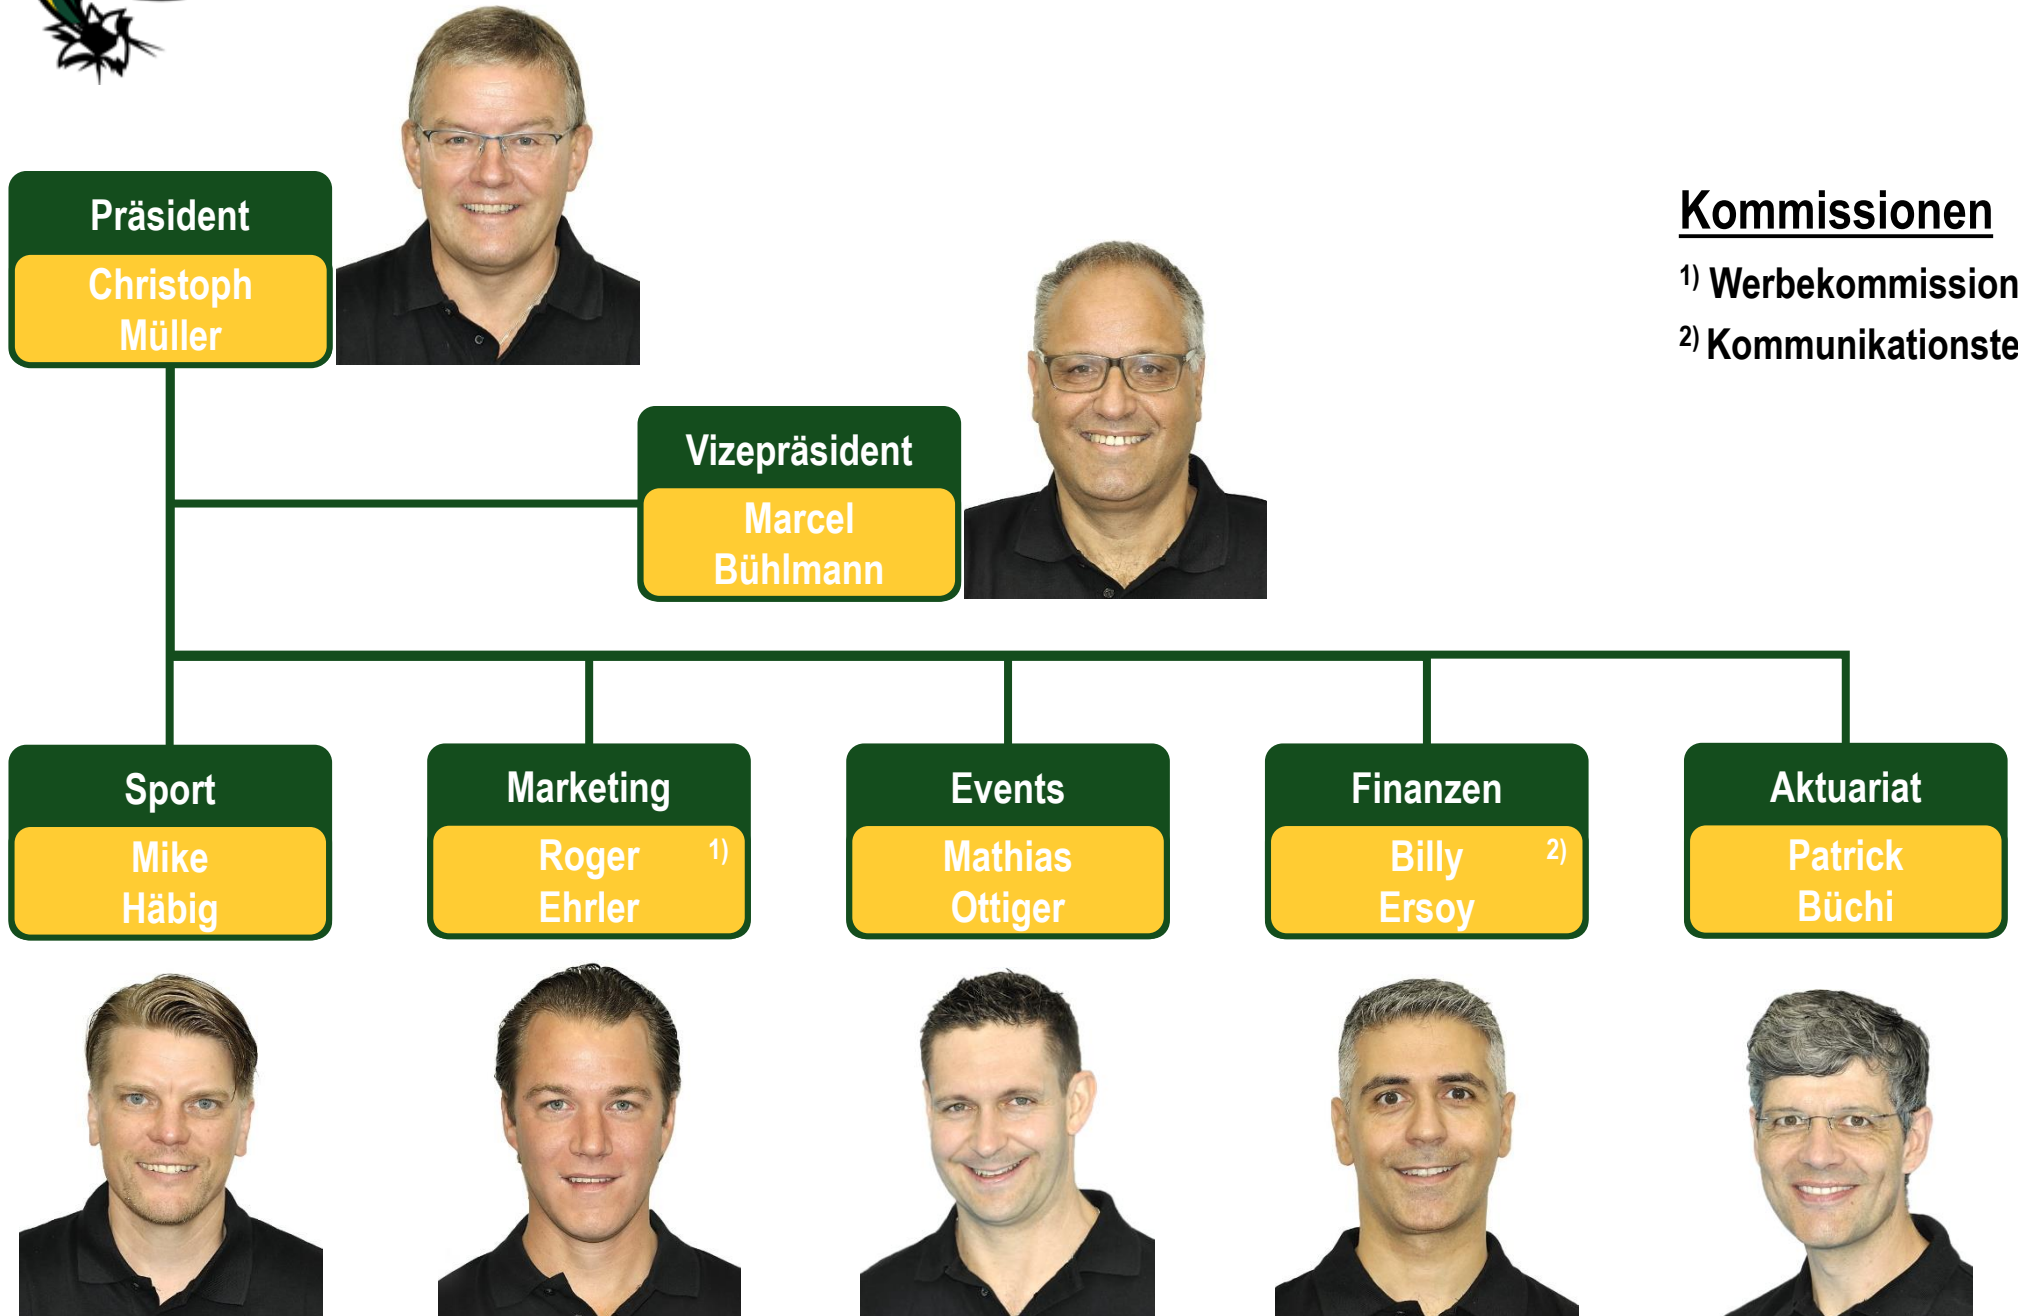 Präsident
Christoph
Müller
Kommissionen
1) Werbekommission
2) Kommunikationste
Vizepräsident
Marcel
Bühlmann
Sport
Mike
Häbig
Marketing
Roger 1)
Ehrler
Events
Mathias
Ottiger
Finanzen
Billy 2)
Ersoy
Aktuariat
Patrick
Büchi